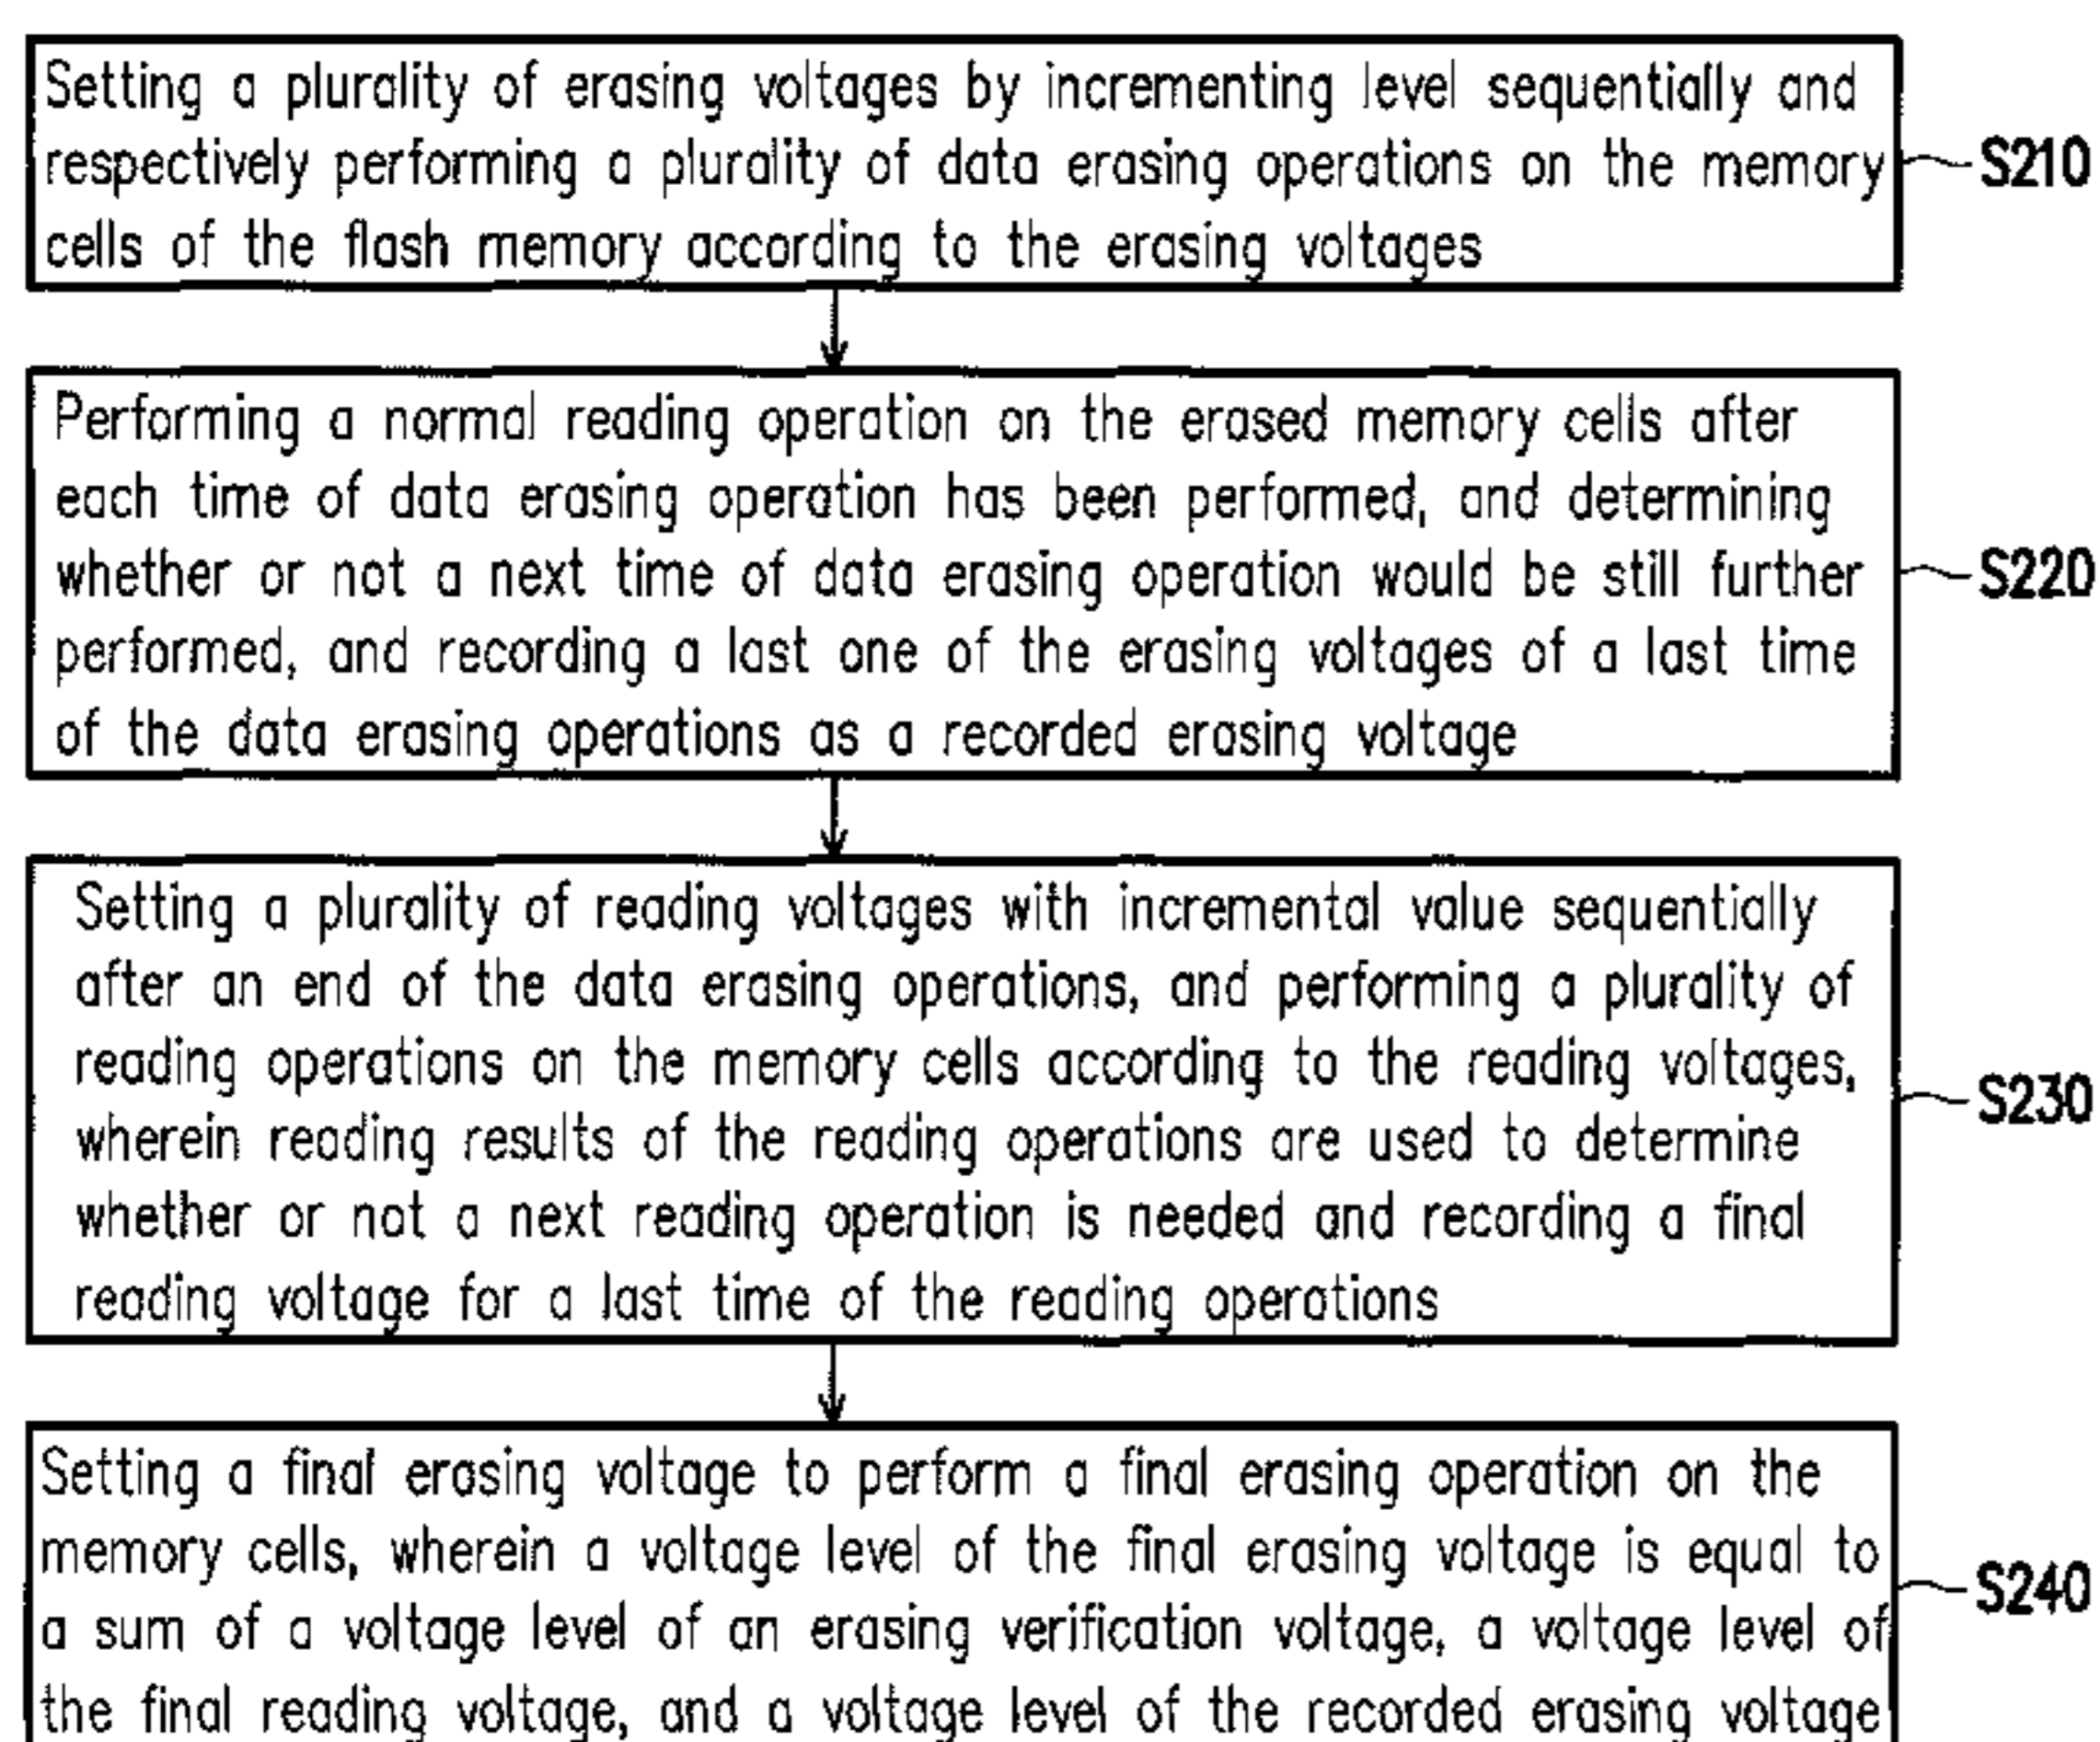 Setting a plurality of erasing voltages by incrementing level sequentially and
respectively performing a plurality of data erasing operations on the memory
cells of the flash memory according to the erasing voltages
S210
Performing a normal reading operation on the erased memory cells after
each time of data erasing operation has been performed, and determining
whether or not a next time of data erasing operation would be still further
performed, and recording a last one of the erasing voltages of a last time
of the data erasing operations as a recorded erasing voltage
S220
Setting a plurality of reading voltages with incremental value sequentially
after an end of the data erasing operations, and performing a plurality of
reading operations on the memory cells according to the reading voltages,
wherein reading results of the reading operations are used to determine
whether or not a next reading operation is needed and recording a final
reading voltage for a last time of the reading operations
S230
Setting a final erasing voltage to perform a final erasing operation on the
memory cells, wherein a voltage level of the final erasing voltage is equal to
a sum of a voltage level of an erasing verification voltage, a voltage level of
the final reading voltage, and a voltage level of the recorded erasing voltage
S240